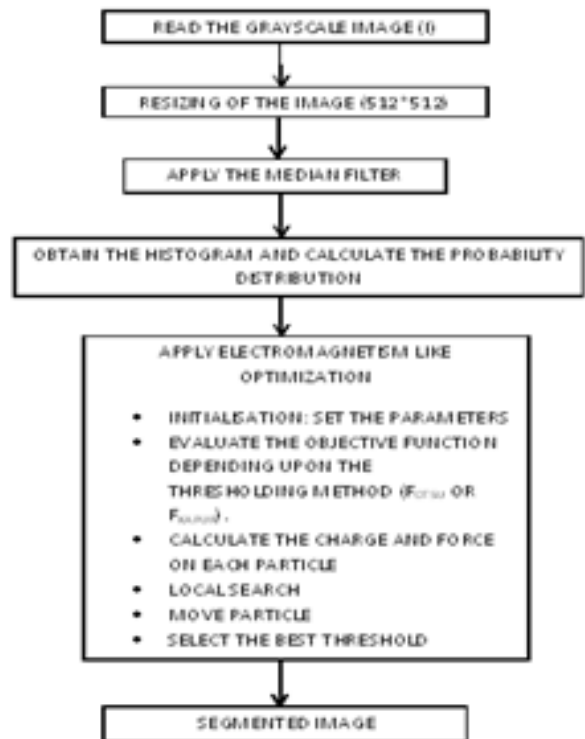 READ THE GRAYSCALE IMAGE (I)
RESIZING OF THE IMAGE (512*512)
APPLY THE MEDIAN FILTER
OBTAIN THE HISTOGRAM AND CALCULATE THE PROBABILITY
DISTRIBUTION
APPLY ELECTROMAGNETISM LIKE
OPTIMIZATION
• INITIALISATION: SET THE PARAMETERS
• EVALUATE THE OBJECTIVE FUNCTION
DEPENDING UPON THE
THRESHOLDING METHOD (FOTSU OR
F).
• CALCULATE THE CHARGE AND FORCE
ON EACH PARTICLE
• LOCAL SEARCH
• MOVE PARTICLE
• SELECT THE BEST THRESHOLD
SEGMENTED IMAGE